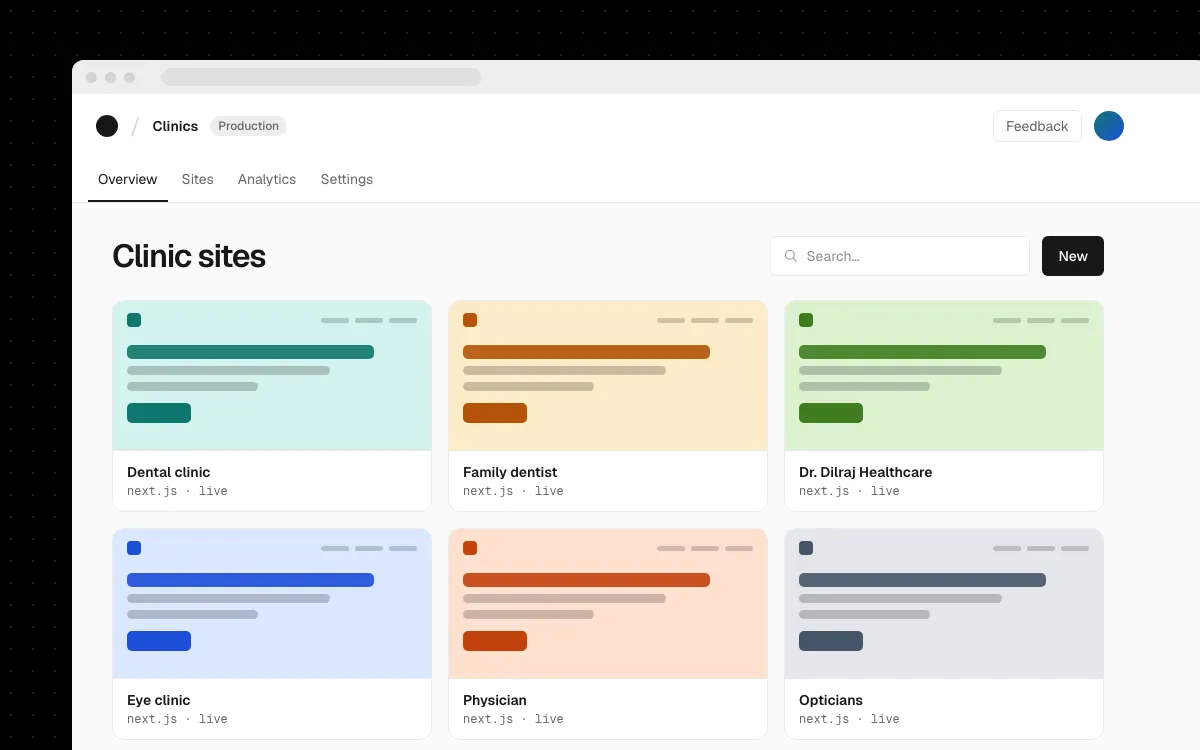 / Clinics Production Feedback
Overview Sites Analytics Settings
Clinic sites Search… New
Dental clinic
next.js · live
Family dentist
next.js · live
Dr. Dilraj Healthcare
next.js · live
Eye clinic
next.js · live
Physician
next.js · live
Opticians
next.js · live